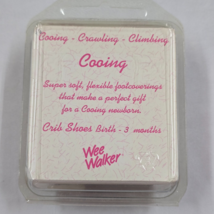 Cooing - Crawling - Climbing
Cooing
Super soft, flexible footcoverings
that make a perfect gift
for a Cooing newborn.
Crib Shoes Birth - 3 months
Wee
Walker